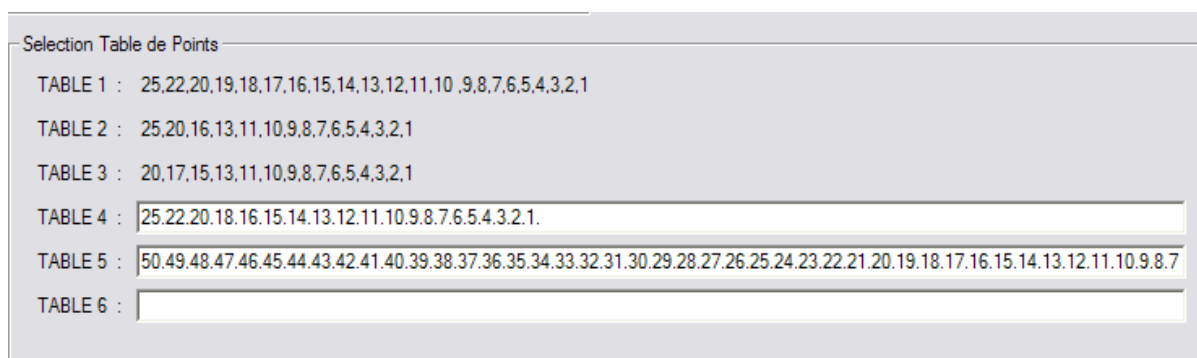 Selection Table de Points
TABLE 1 : 25,22,20,19,18,17,16,15,14,13,12,11,10 ,9,8,7,6,5,4,3,2,1
TABLE 2 : 25,20,16,13,11,10,9,8,7,6,5,4,3,2,1
TABLE 3 : 20,17,15,13,11,10,9,8,7,6,5,4,3,2,1
TABLE 4 : 25.22.20.18.16.15.14.13.12.11.10.9.8.7.6.5.4.3.2.1.
TABLE 5 : 50.49.48.47.46.45.44.43.42.41.40.39.38.37.36.35.34.33.32.31.30.29.28.27.26.25.24.23.22.21.20.19.18.17.16.15.14.13.12.11.10.9.8.7
TABLE 6 :